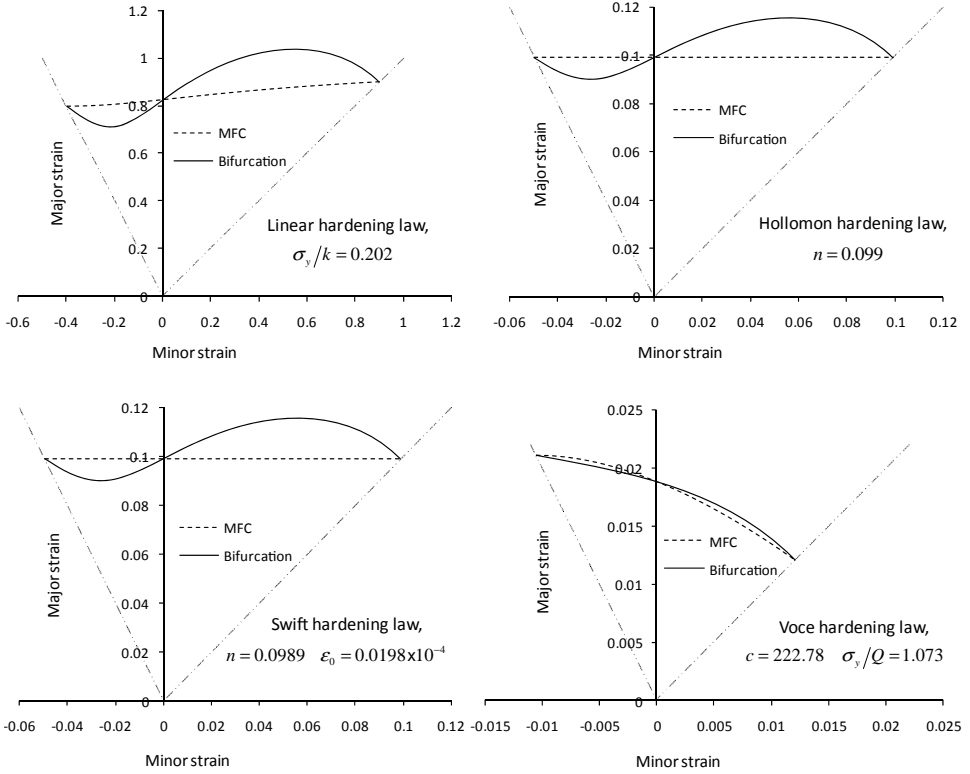 1.2
1
0.8
0.6
0.4
0.2
0
-0.6 -0.4 -0.2 0 0.2 0.4 0.6 0.8 1 1.2
Major strain
Minor strain
MFC
Bifurcation
Linear hardening law,
σy/k = 0.202
0.12
0.1
0.08
0.06
0.04
0.02
0
-0.06 -0.04 -0.02 0 0.02 0.04 0.06 0.08 0.1 0.12
Major strain
Minor strain
MFC
Bifurcation
Hollomon hardening law,
n = 0.099
0.12
0.1
0.08
0.06
0.04
0.02
0
-0.06 -0.04 -0.02 0 0.02 0.04 0.06 0.08 0.1 0.12
Major strain
Minor strain
MFC
Bifurcation
Swift hardening law,
n = 0.0989 ε0 = 0.0198x10⁻⁴
0.025
0.02
0.015
0.01
0.005
0
-0.015 -0.01 -0.005 0 0.005 0.01 0.015 0.02 0.025
Major strain
Minor strain
MFC
Bifurcation
Voce hardening law,
c = 222.78 σy/Q = 1.073